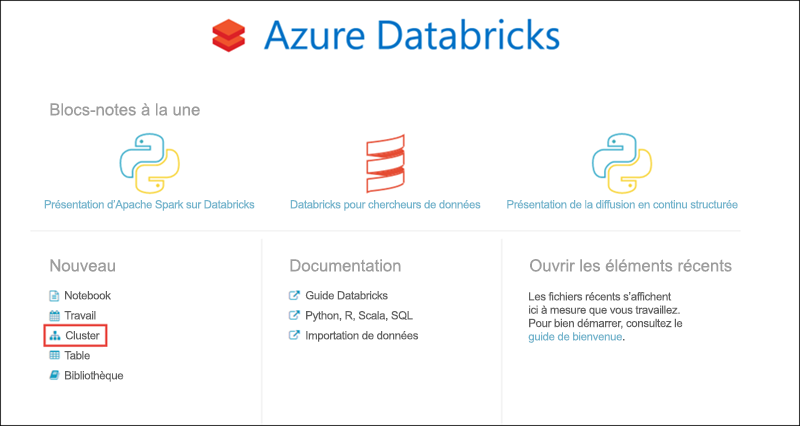 Azure Databricks
Blocs-notes à la une
Présentation d'Apache Spark sur Databricks
Databricks pour chercheurs de données
Présentation de la diffusion en continu structurée
Nouveau
Notebook
Travail
Cluster
Table
Bibliothèque
Documentation
Guide Databricks
Python, R, Scala, SQL
Importation de données
Ouvrir les éléments récents
Les fichiers récents s'affichent
ici à mesure que vous travaillez.
Pour bien démarrer, consultez le
guide de bienvenue.